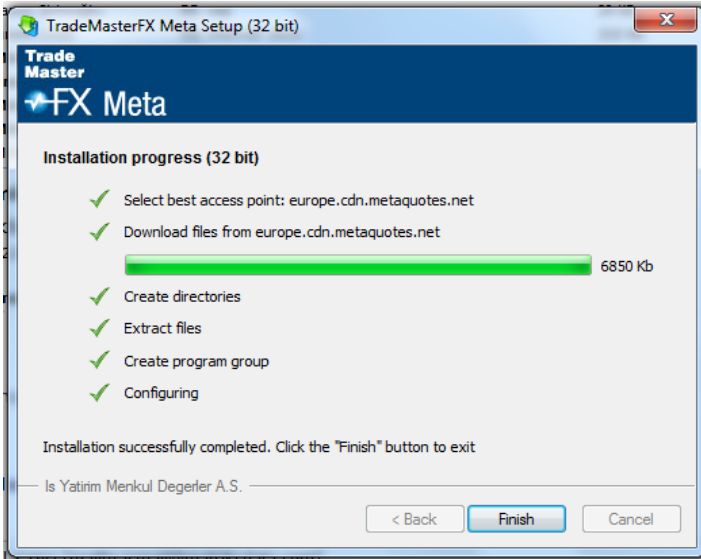 TradeMasterFX Meta Setup (32 bit)
Trade
Master
FX Meta
Installation progress (32 bit)
Select best access point: europe.cdn.metaquotes.net
Download files from europe.cdn.metaquotes.net
6850 Kb
Create directories
Extract files
Create program group
Configuring
Installation successfully completed. Click the "Finish" button to exit
Is Yatirim Menkul Degerler A.S.
< Back
Finish
Cancel